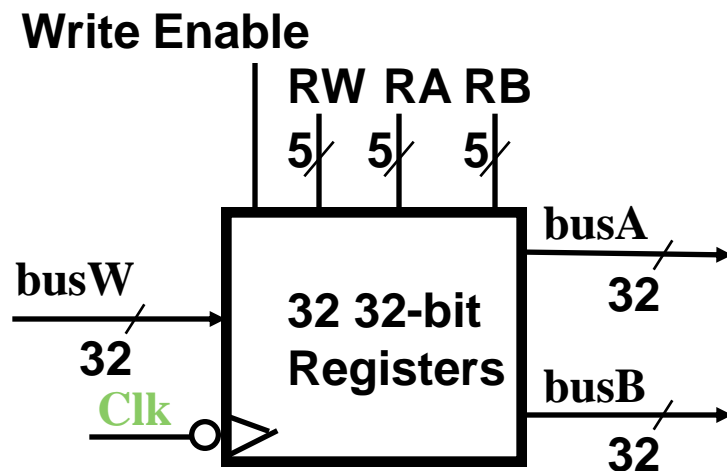 Write Enable
RW RA RB
5 5 5
busA
32
busW
32
32 32-bit
Registers
Clk
busB
32